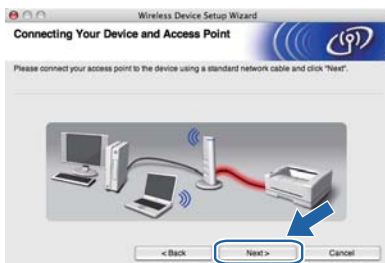 Wireless Device Setup Wizard
Connecting Your Device and Access Point
Please connect your access point to the device using a standard network cable and click "Next".
< Back
Next >
Cancel